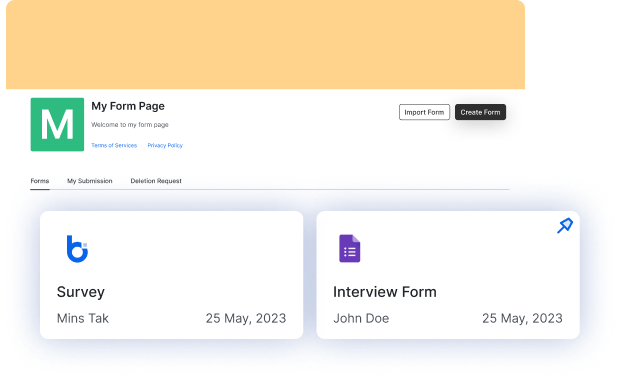 M
My Form Page
Welcome to my form page
Terms of Services Privacy Policy
Import Form Create Form
Forms My Submission Deletion Request
Survey
Mins Tak 25 May, 2023
Interview Form
John Doe 25 May, 2023